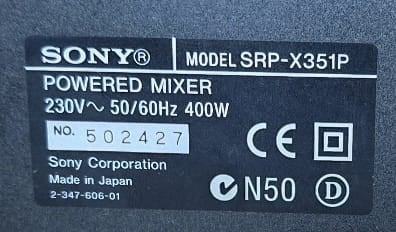 SONY® MODEL SRP-X351P
POWERED MIXER
230V~ 50/60Hz 400W
NO. 502427
Sony Corporation
Made in Japan
2-347-606-01
CE
N50 D